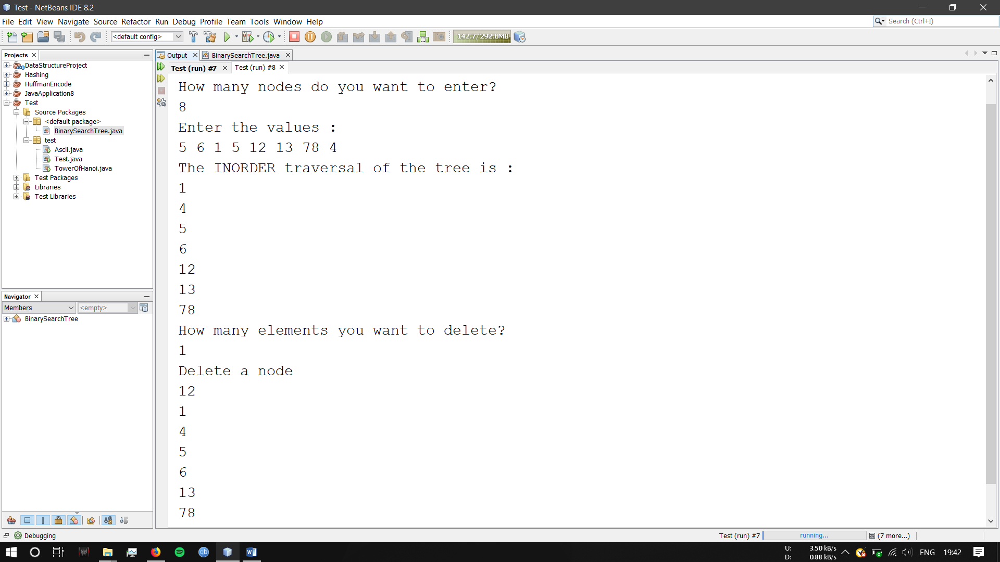 Test - NetBeans IDE 8.2
File Edit View Navigate Source Refactor Run Debug Profile Team Tools Window Help
Search (Ctrl+I)
<default config>
142.7/292.0MB
Projects
DataStructureProject
Hashing
HuffmanEncode
JavaApplication8
Test
Source Packages
<default package>
BinarySearchTree.java
test
Ascii.java
Test.java
TowerOfHanoi.java
Test Packages
Libraries
Test Libraries
Navigator
Members
<empty>
BinarySearchTree
Output
BinarySearchTree.java
Test (run) #7
Test (run) #8
How many nodes do you want to enter?
8
Enter the values :
5 6 1 5 12 13 78 4
The INORDER traversal of the tree is :
1
4
5
6
12
13
78
How many elements you want to delete?
1
Delete a node
12
1
4
5
6
13
78
Debugging
Test (run) #7
running...
(7 more...)
U: 3.50 kB/s
D: 0.88 kB/s
ENG
19:42